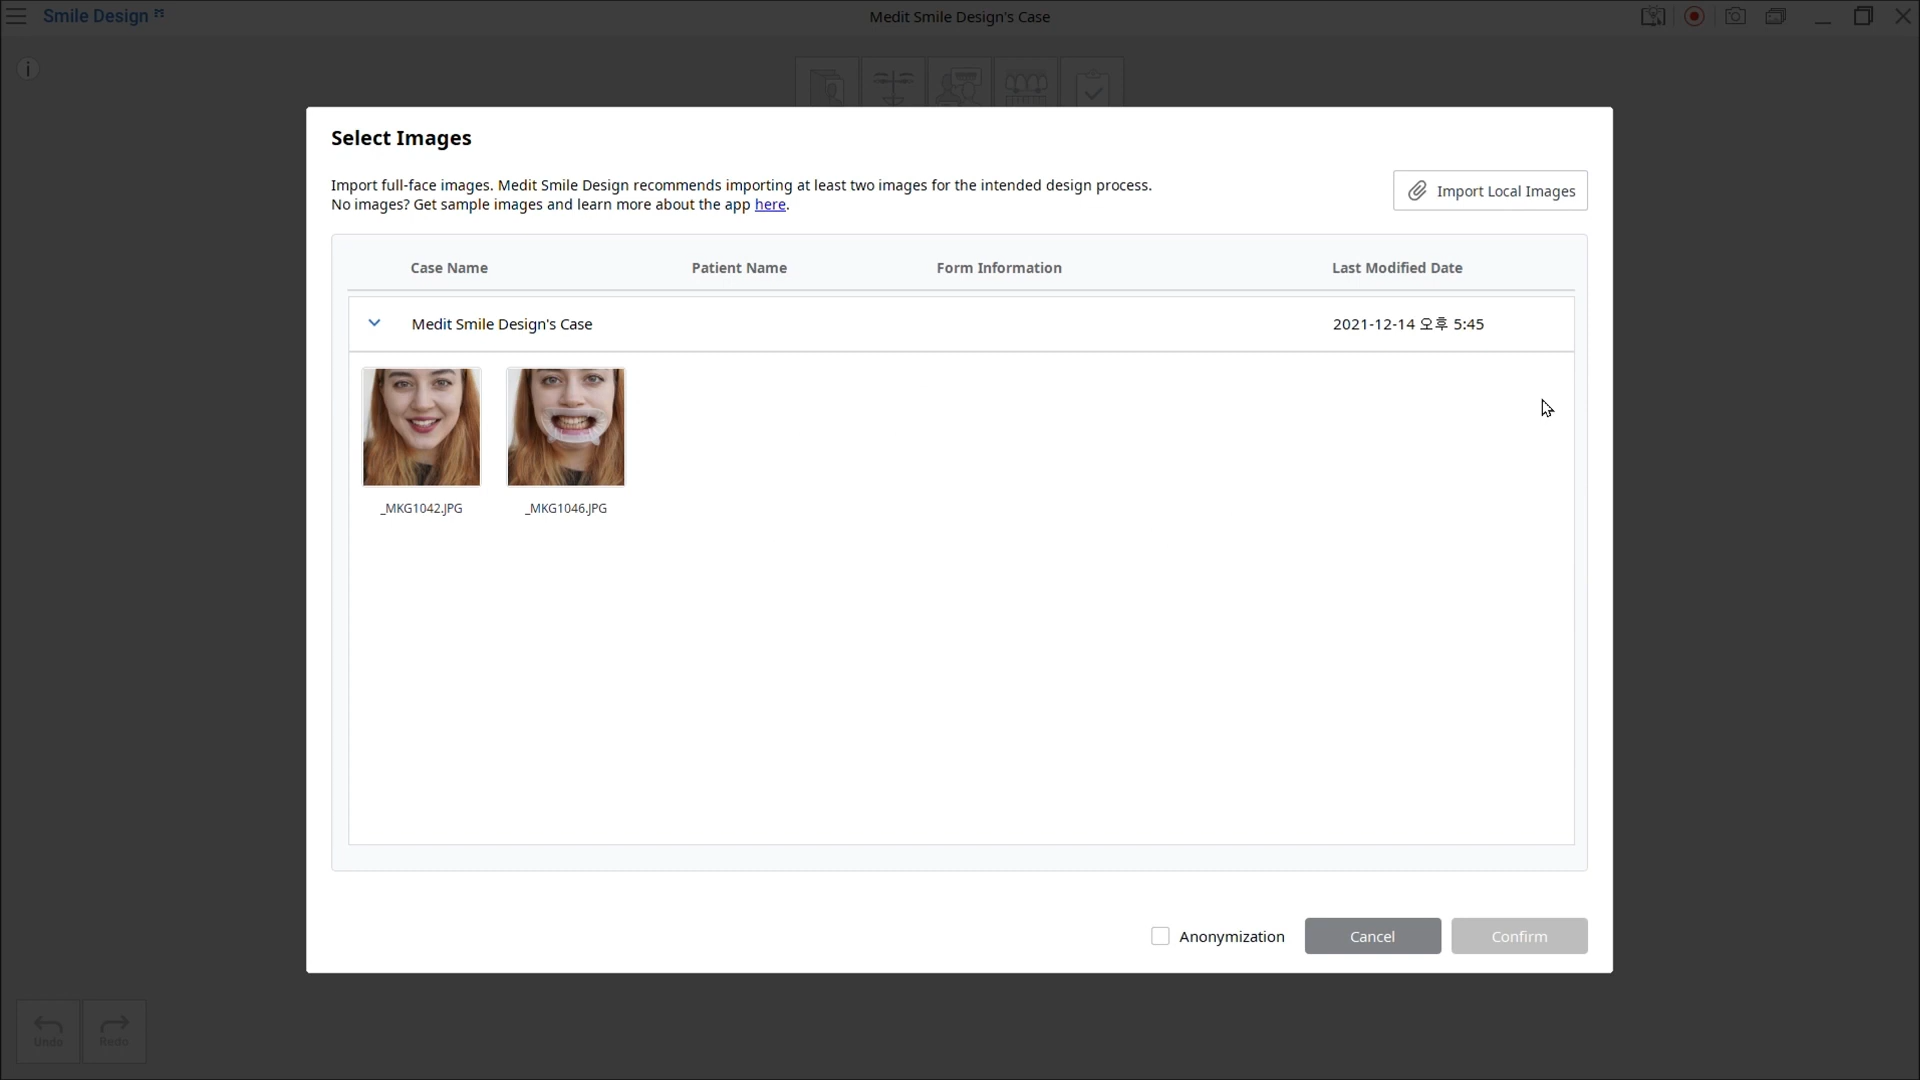 Smile Design
Medit Smile Design's Case
Select Images
Import full-face images. Medit Smile Design recommends importing at least two images for the intended design process.
No images? Get sample images and learn more about the app here.
Import Local Images
Case Name Patient Name Form Information Last Modified Date
Medit Smile Design's Case 2021-12-14 오후 5:45
_MKG1042.JPG _MKG1046.JPG
Anonymization Cancel Confirm
Undo Redo